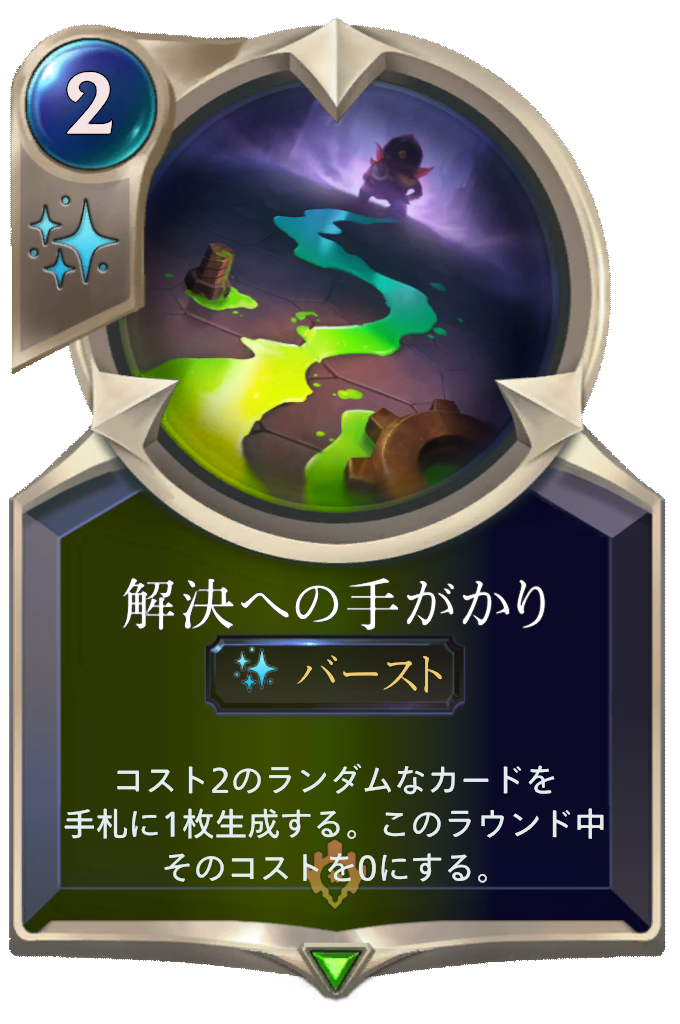 2
解決への手がかり
バースト
コスト2のランダムなカードを
手札に1枚生成する。このラウンド中
そのコストを0にする。